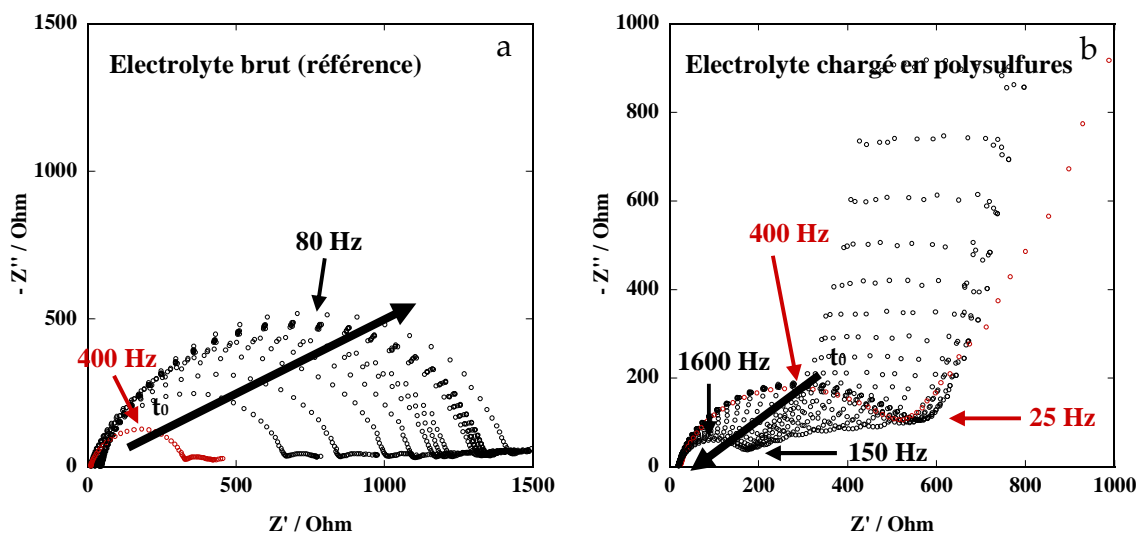 a
Electrolyte brut (référence)
- Z'' / Ohm
1500
1000
500
0
80 Hz
400 Hz
t0
0
500
1000
1500
Z' / Ohm
b
Electrolyte chargé en polysulfures
- Z'' / Ohm
1000
800
600
400
200
0
400 Hz
1600 Hz
t0
25 Hz
150 Hz
0
200
400
600
800
1000
Z' / Ohm